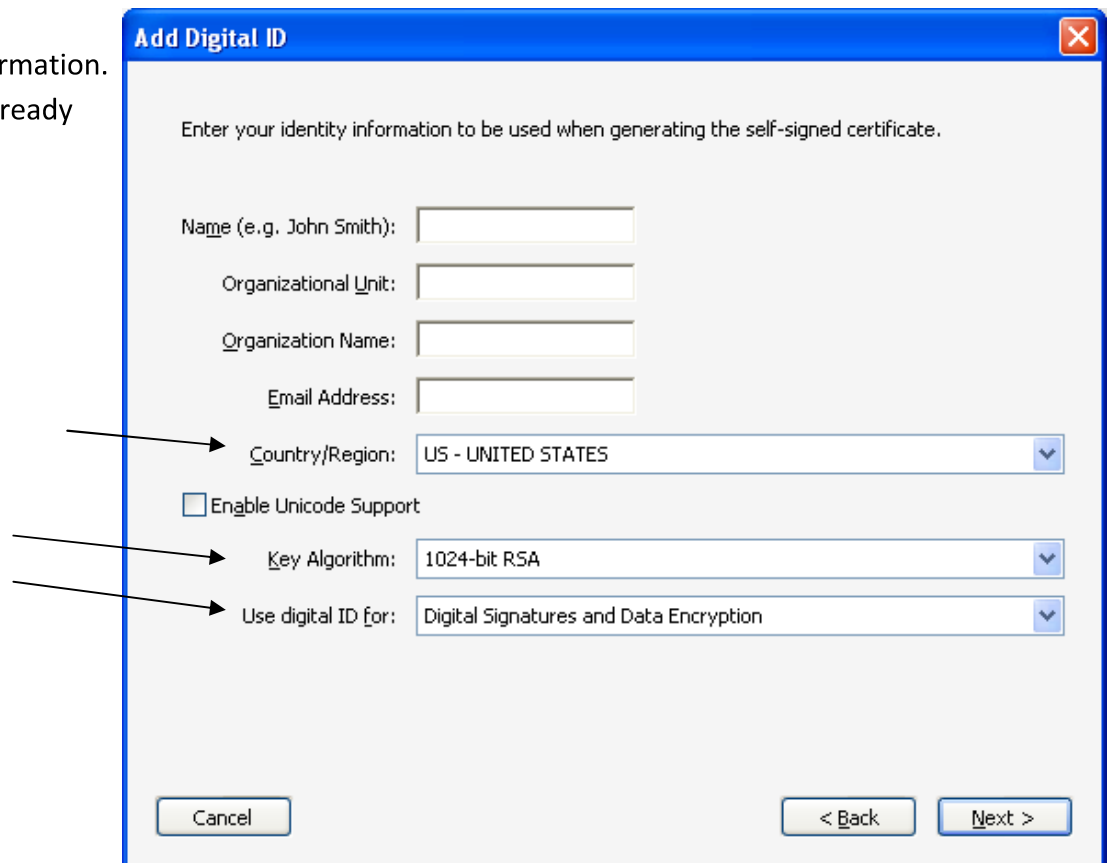 Add Digital ID
rmation.
ready
Enter your identity information to be used when generating the self-signed certificate.
Name (e.g. John Smith):
Organizational Unit:
Organization Name:
Email Address:
Country/Region: US - UNITED STATES
Enable Unicode Support
Key Algorithm: 1024-bit RSA
Use digital ID for: Digital Signatures and Data Encryption
Cancel < Back Next >